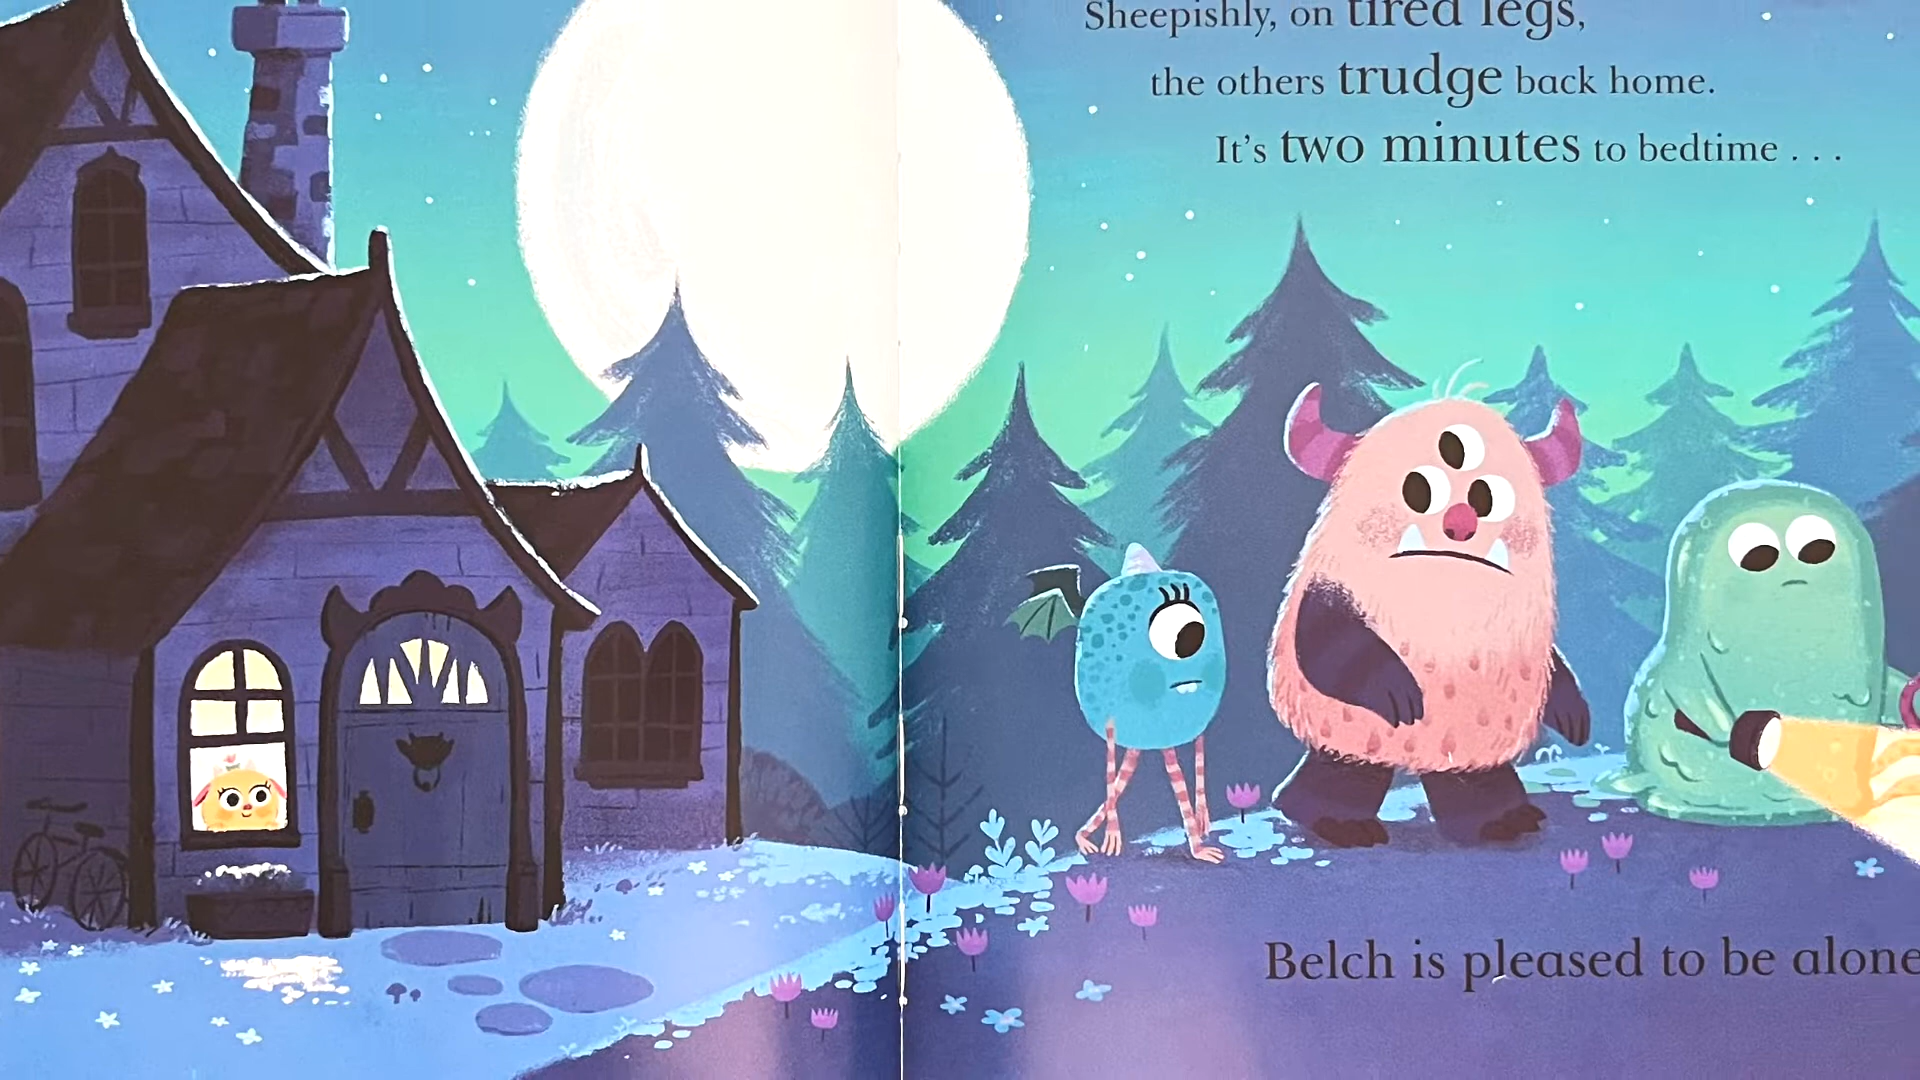 Sheepishly, on tired legs,
the others trudge back home.
It's two minutes to bedtime . . .
Belch is pleased to be alone